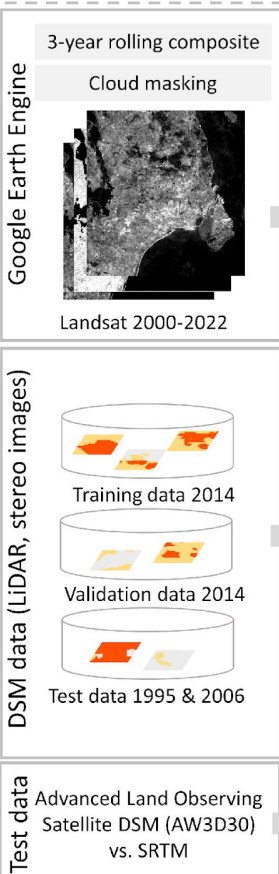 Google Earth Engine
3-year rolling composite
Cloud masking
Landsat 2000-2022
DSM data (LiDAR, stereo images)
Training data 2014
Validation data 2014
Test data 1995 & 2006
Test data
Advanced Land Observing
Satellite DSM (AW3D30)
vs. SRTM